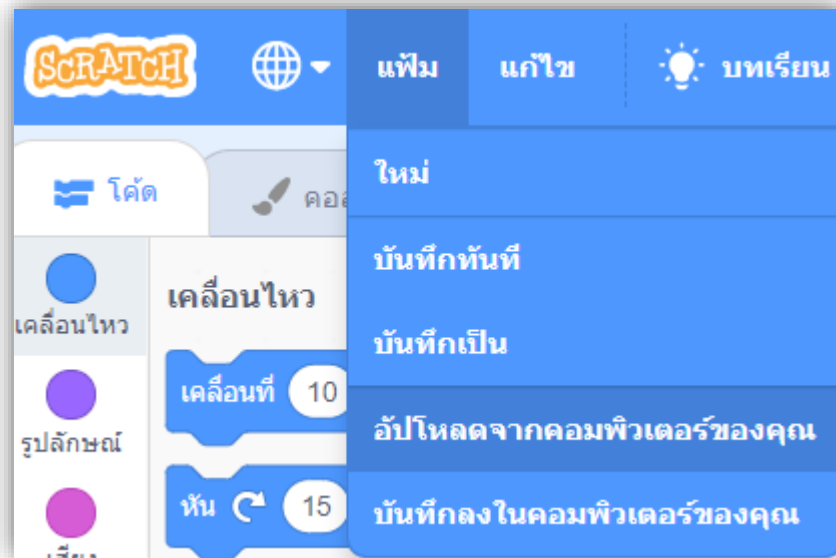 SCRATCH
แฟ้ม แก้ไข บทเรียน
โค้ด
ใหม่
บันทึกทันที
บันทึกเป็น
อัปโหลดจากคอมพิวเตอร์ของคุณ
บันทึกลงในคอมพิวเตอร์ของคุณ
เคลื่อนไหว
รูปลักษณ์
เคลื่อนไหว
เคลื่อนที่ 10
หัน 15